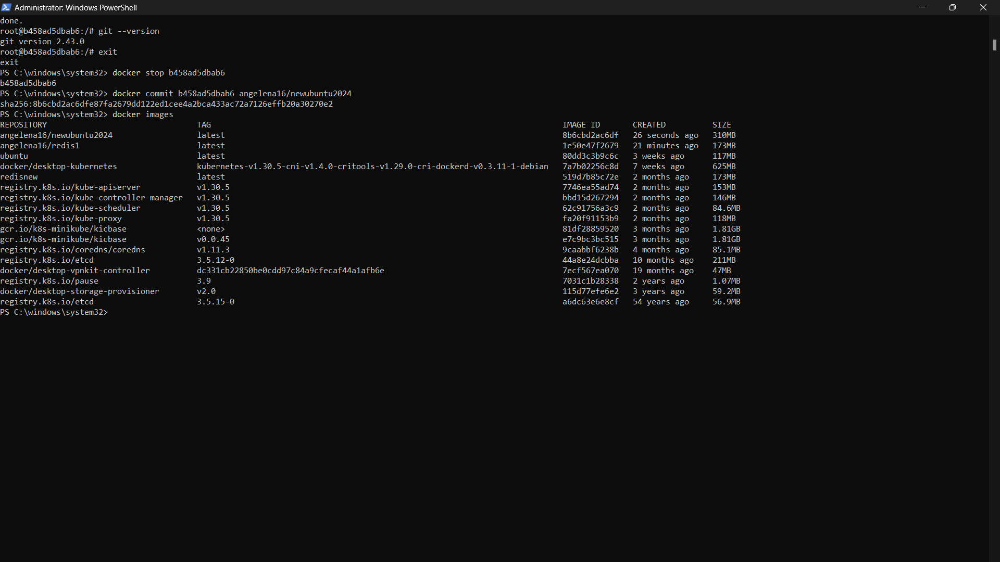 Administrator: Windows PowerShell
done.
root@b458ad5dbab6:/# git --version
git version 2.43.0
root@b458ad5dbab6:/# exit
exit
PS C:\windows\system32> docker stop b458ad5dbab6
b458ad5dbab6
PS C:\windows\system32> docker commit b458ad5dbab6 angelena16/newubuntu2024
sha256:8b6cbd2ac6dfe87fa2679dd122ed1cee4a2bca433ac72a7126effb20a30270e2
PS C:\windows\system32> docker images
REPOSITORY TAG IMAGE ID CREATED SIZE
angelena16/newubuntu2024 latest 8b6cbd2ac6df 26 seconds ago 310MB
angelena16/redis1 latest 1e50e47f2679 21 minutes ago 173MB
ubuntu latest 80dd3c3b9c6c 3 weeks ago 117MB
docker/desktop-kubernetes kubernetes-v1.30.5-cni-v1.4.0-critools-v1.29.0-cri-dockerd-v0.3.11-1-debian 7a7b02256c8d 7 weeks ago 625MB
redisnew latest 519d7b85c72e 2 months ago 173MB
registry.k8s.io/kube-apiserver v1.30.5 7746ea55ad74 2 months ago 153MB
registry.k8s.io/kube-controller-manager v1.30.5 bbd15d267294 2 months ago 146MB
registry.k8s.io/kube-scheduler v1.30.5 62c91756a3c9 2 months ago 84.6MB
registry.k8s.io/kube-proxy v1.30.5 fa20f91153b9 2 months ago 118MB
gcr.io/k8s-minikube/kicbase <none> 81df28859520 3 months ago 1.81GB
gcr.io/k8s-minikube/kicbase v0.0.45 e7c9bc3bc515 3 months ago 1.81GB
registry.k8s.io/coredns/coredns v1.11.3 9caabbf6238b 4 months ago 85.1MB
registry.k8s.io/etcd 3.5.12-0 44a8e24dcbba 10 months ago 211MB
docker/desktop-vpnkit-controller dc331cb22850be0cdd97c84a9cfecaf44a1afb6e 7ecf567ea070 19 months ago 47MB
registry.k8s.io/pause 3.9 7031c1b28338 2 years ago 1.07MB
docker/desktop-storage-provisioner v2.0 115d77efe6e2 3 years ago 59.2MB
registry.k8s.io/etcd 3.5.15-0 a6dc63e6e8cf 54 years ago 56.9MB
PS C:\windows\system32>